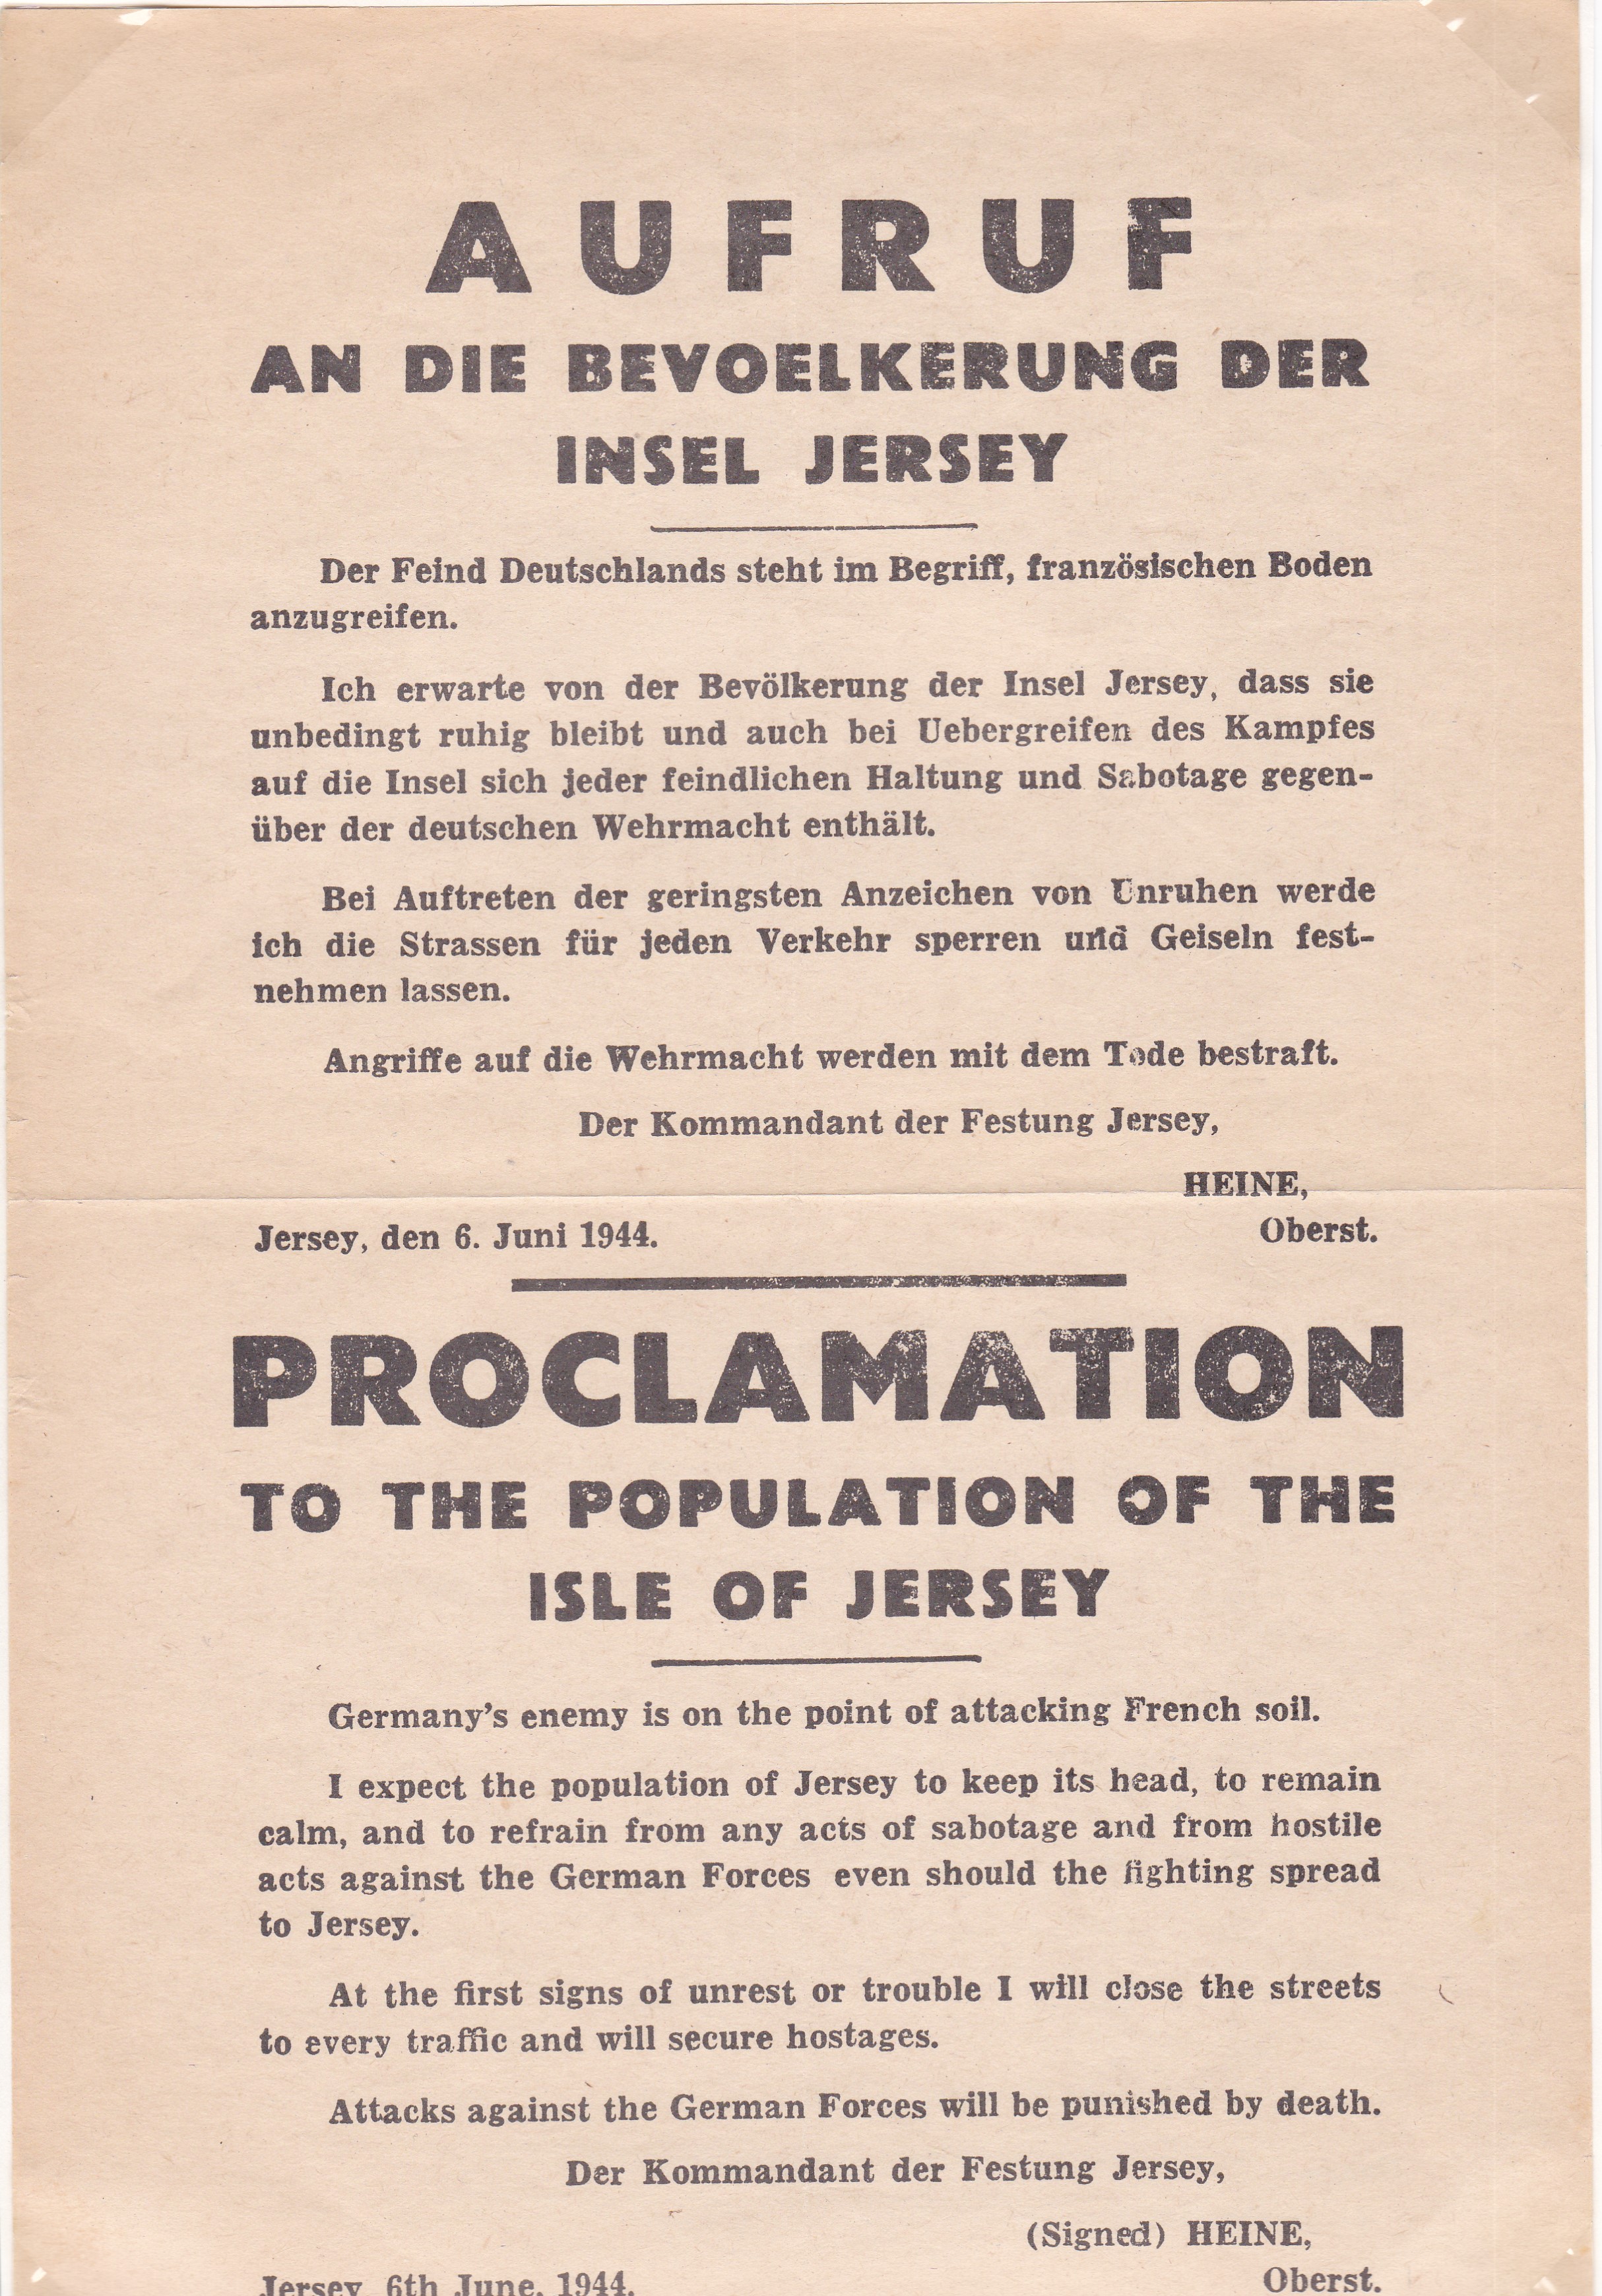 AUFRUF
AN DIE BEVOELKERUNG DER
INSEL JERSEY
Der Feind Deutschlands steht im Begriff, französischen Boden
anzugreifen.
Ich erwarte von der Bevölkerung der Insel Jersey, dass sie
unbedingt ruhig bleibt und auch bei Uebergreifen des Kampfes
auf die Insel sich jeder feindlichen Haltung und Sabotage gegen-
über der deutschen Wehrmacht enthält.
Bei Auftreten der geringsten Anzeichen von Unruhen werde
ich die Strassen für jeden Verkehr sperren und Geiseln fest-
nehmen lassen.
Angriffe auf die Wehrmacht werden mit dem Tode bestraft.
Der Kommandant der Festung Jersey,
HEINE,
Jersey, den 6. Juni 1944. Oberst.
PROCLAMATION
TO THE POPULATION OF THE
ISLE OF JERSEY
Germany's enemy is on the point of attacking French soil.
I expect the population of Jersey to keep its head, to remain
calm, and to refrain from any acts of sabotage and from hostile
acts against the German Forces even should the fighting spread
to Jersey.
At the first signs of unrest or trouble I will close the streets
to every traffic and will secure hostages.
Attacks against the German Forces will be punished by death.
Der Kommandant der Festung Jersey,
(Signed) HEINE,
Jersey, 6th June, 1944. Oberst.